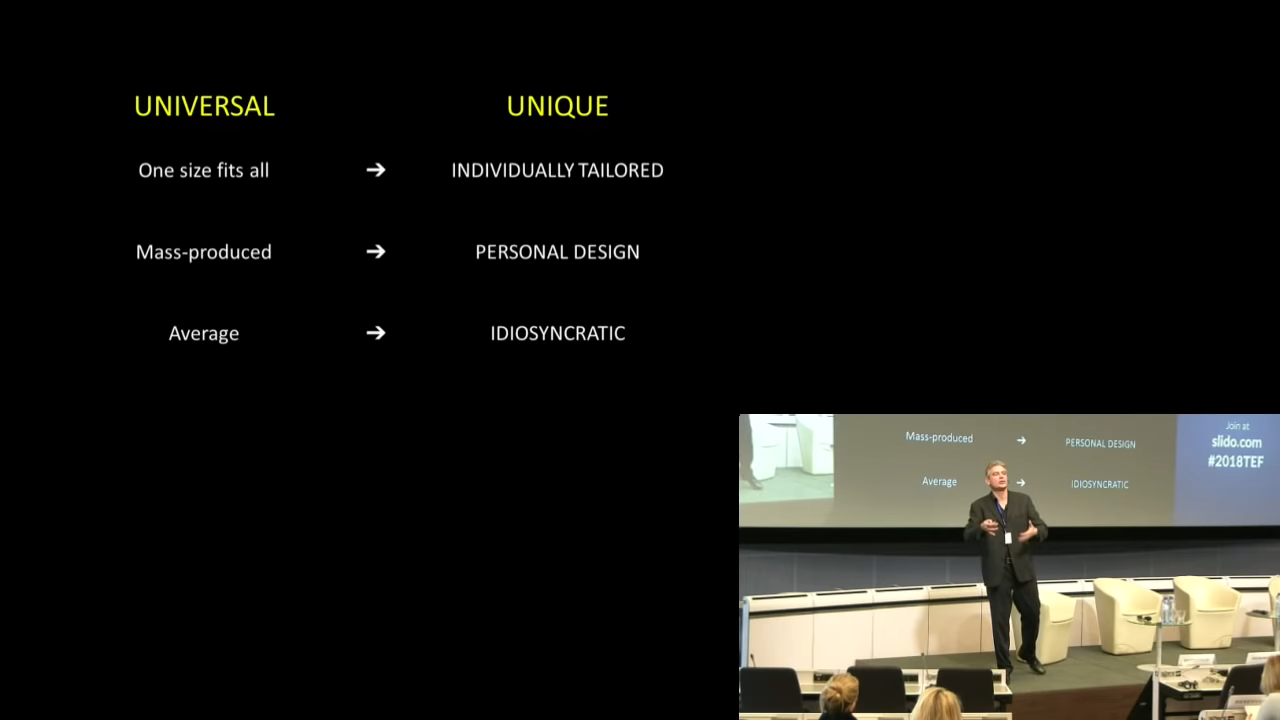 UNIVERSAL UNIQUE
One size fits all ➔ INDIVIDUALLY TAILORED
Mass-produced ➔ PERSONAL DESIGN
Average ➔ IDIOSYNCRATIC
Mass-produced ➔ PERSONAL DESIGN
Average ➔ IDIOSYNCRATIC
Join at
slido.com
#2018TEF